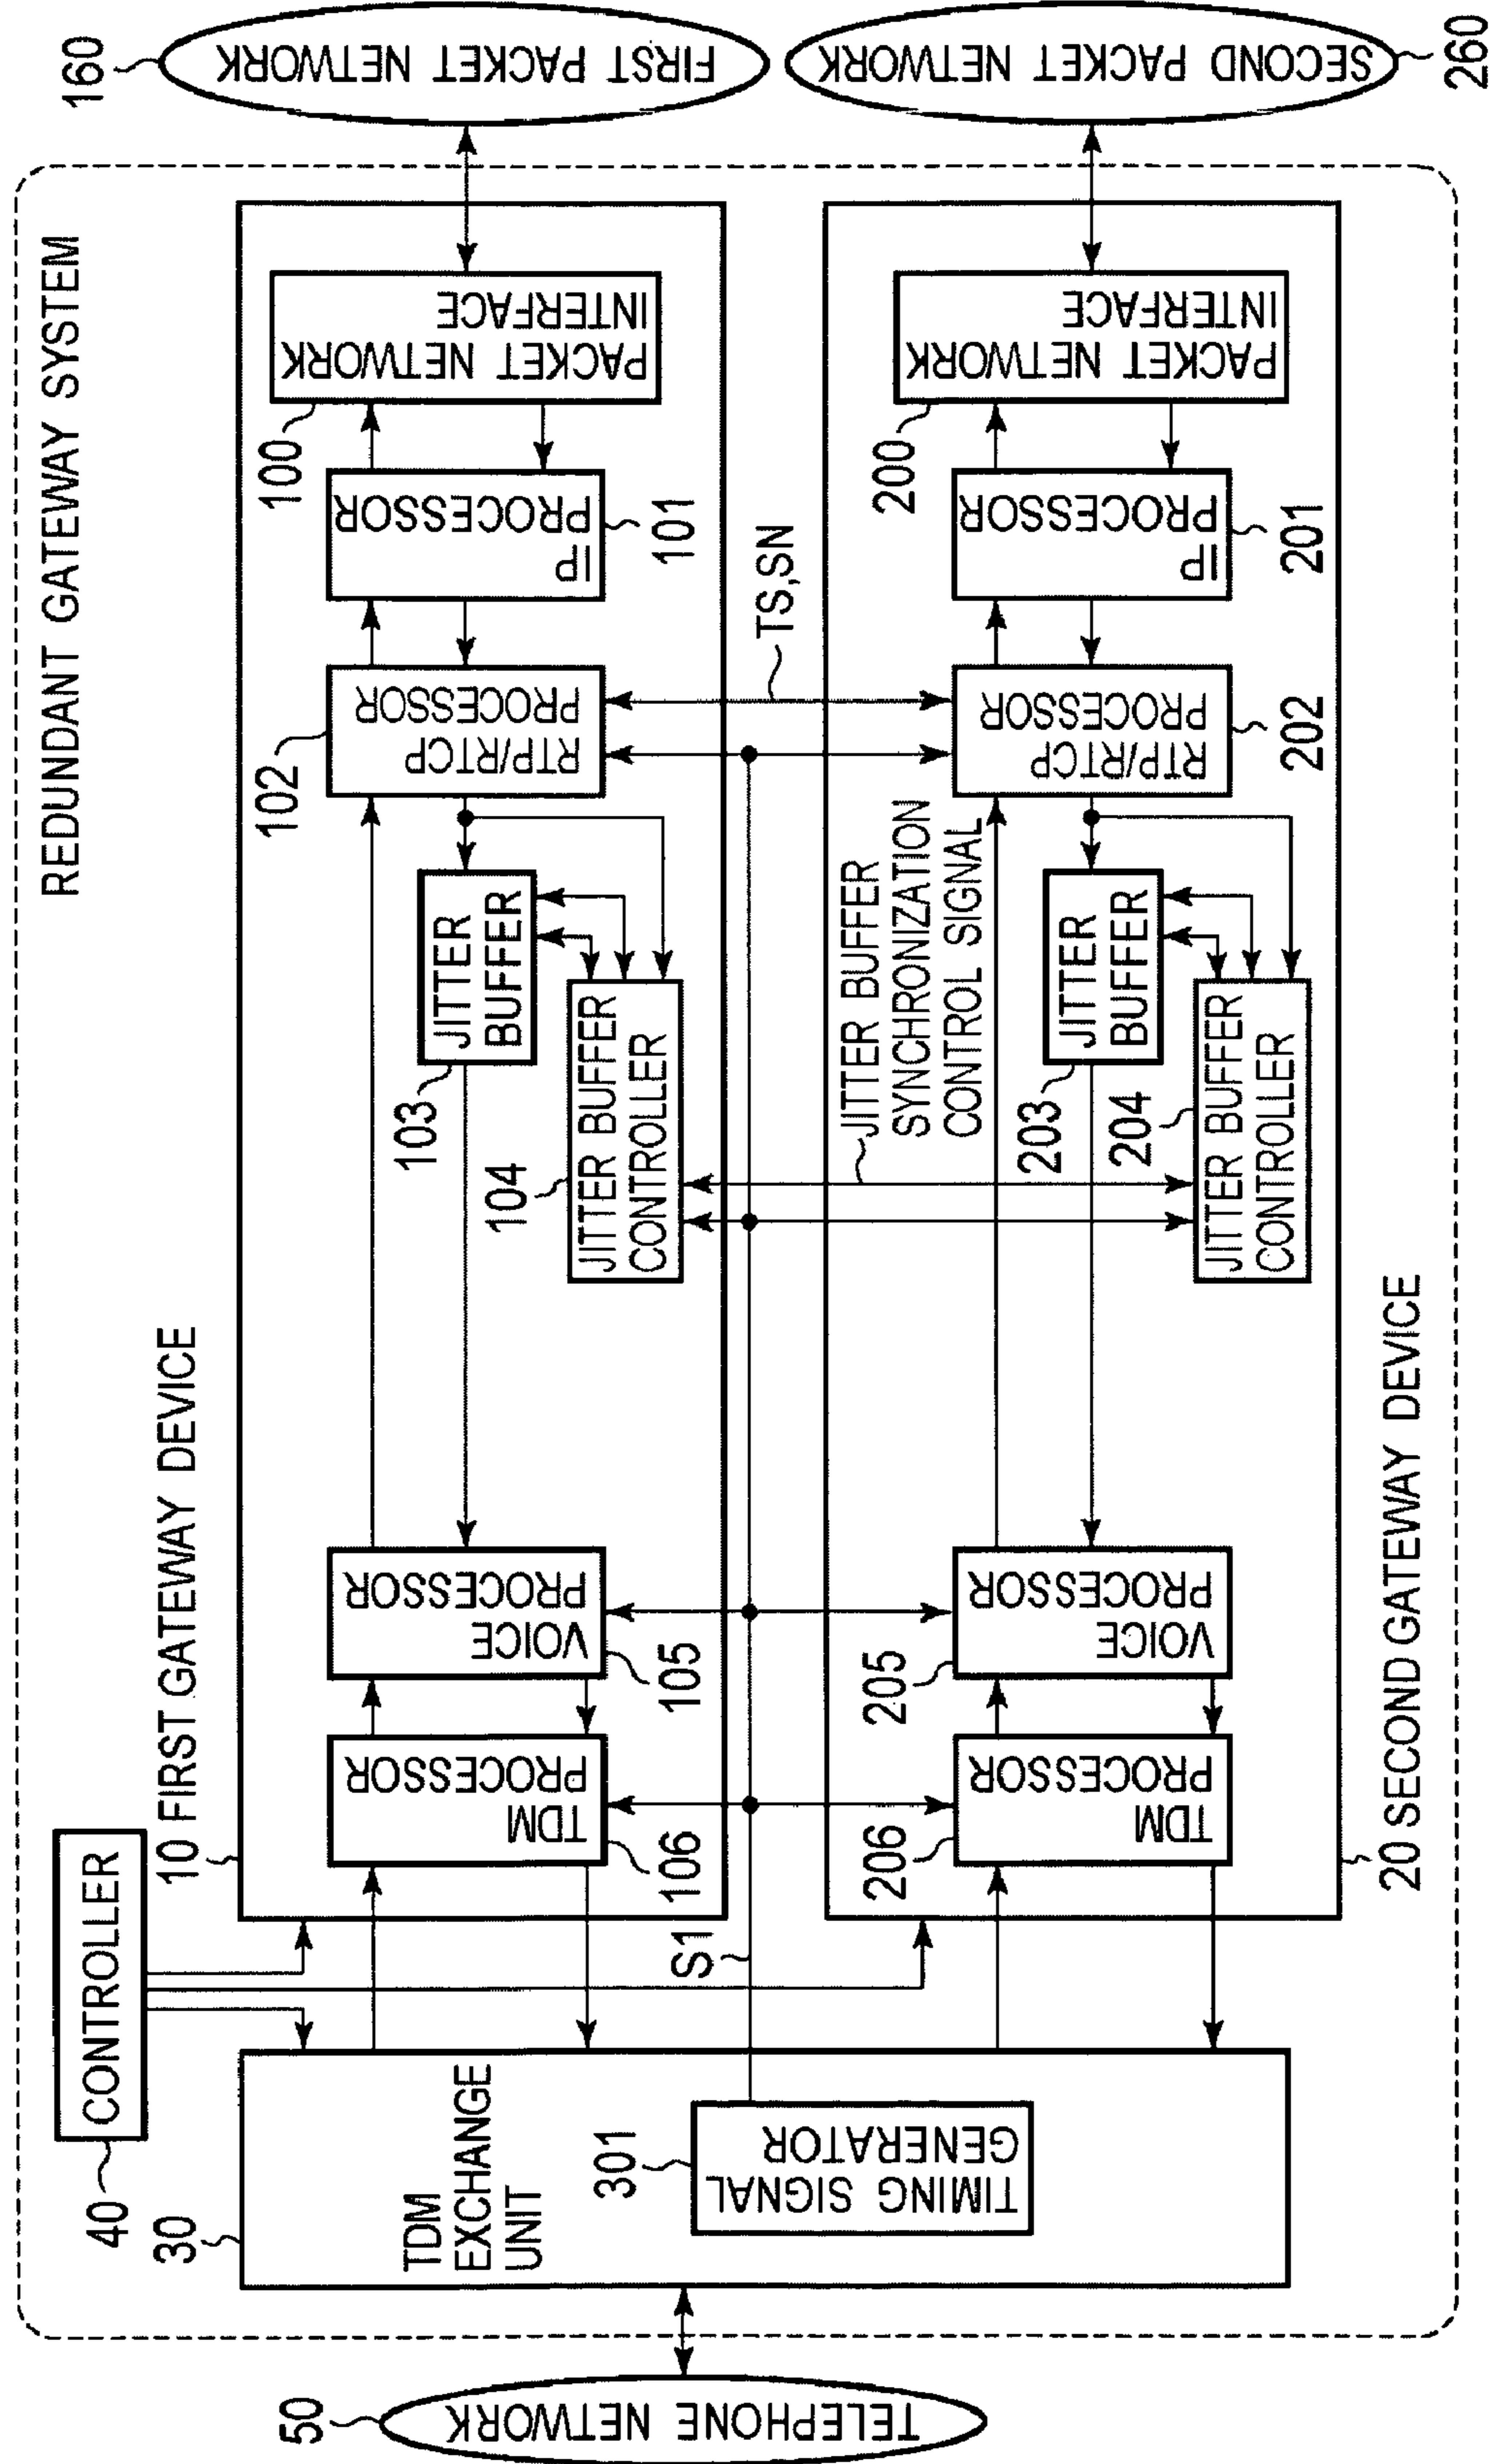 REDUNDANT GATEWAY SYSTEM
40
CONTROLLER
10 FIRST GATEWAY DEVICE
30
TDM
EXCHANGE
UNIT
301
TIMING SIGNAL
GENERATOR
50
TELEPHONE NETWORK
S1
TDM
PROCESSOR
106
VOICE
PROCESSOR
105
103
JITTER
BUFFER
104
JITTER BUFFER
CONTROLLER
102
RTP/RTCP
PROCESSOR
IP
PROCESSOR
101
100
PACKET NETWORK
INTERFACE
160
FIRST PACKET NETWORK
TS,SN
JITTER BUFFER
SYNCHRONIZATION
CONTROL SIGNAL
206
TDM
PROCESSOR
205
VOICE
PROCESSOR
203
JITTER
BUFFER
204
JITTER BUFFER
CONTROLLER
RTP/RTCP
PROCESSOR
202
IP
PROCESSOR
201
200
PACKET NETWORK
INTERFACE
SECOND PACKET NETWORK
260
20 SECOND GATEWAY DEVICE